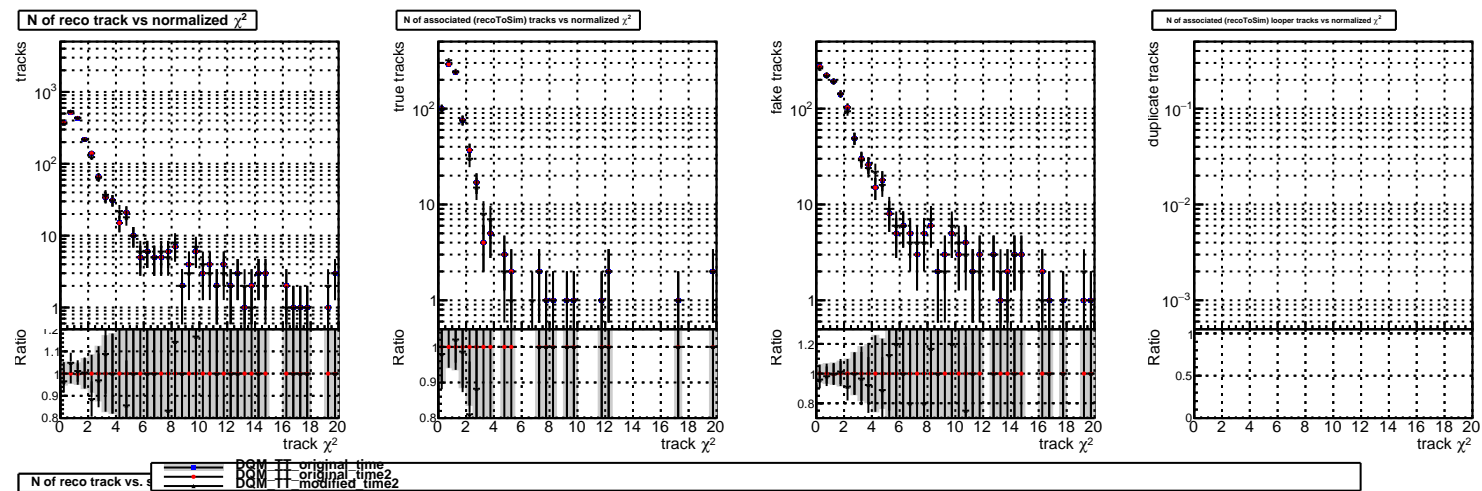 N of reco track vs normalized χ²
N of associated (recoToSim) tracks vs normalized χ²
N of associated (recoToSim) looper tracks vs normalized χ²
tracks
10³
10²
10
1
Ratio
1.2
1.1
1
0.9
0.8
0 2 4 6 8 10 12 14 16 18 20
track χ²
true tracks
10²
10
1
Ratio
0.9
0.8
0 2 4 6 8 10 12 14 16 18 20
track χ²
fake tracks
10²
10
1
Ratio
1.2
1
0.8
0 2 4 6 8 10 12 14 16 18 20
track χ²
duplicate tracks
10⁻¹
10⁻²
10⁻³
Ratio
1
0.5
0
0 2 4 6 8 10 12 14 16 18 20
track χ²
N of reco track vs.
DQM_TT_original_time
DQM_TT_original_time2
DQM_TT_modified_time2